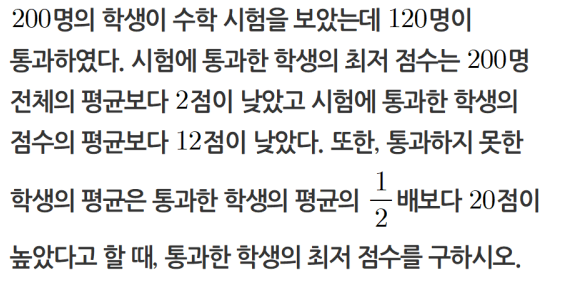 200명의 학생이 수학 시험을 보았는데 120명이
통과하였다. 시험에 통과한 학생의 최저 점수는 200명
전체의 평균보다 2점이 낮았고 시험에 통과한 학생의
점수의 평균보다 12점이 낮았다. 또한, 통과하지 못한
학생의 평균은 통과한 학생의 평균의 1/2배보다 20점이
높았다고 할 때, 통과한 학생의 최저 점수를 구하시오.